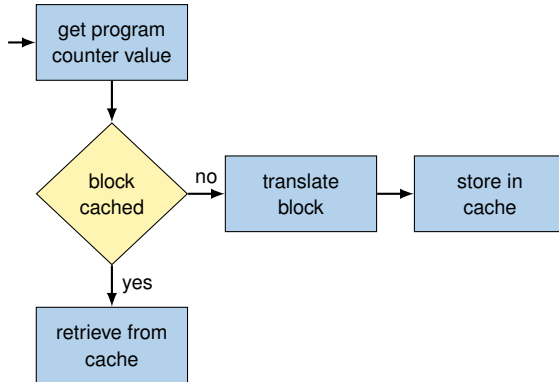 get program
counter value
block
cached
no
translate
block
store in
cache
yes
retrieve from
cache